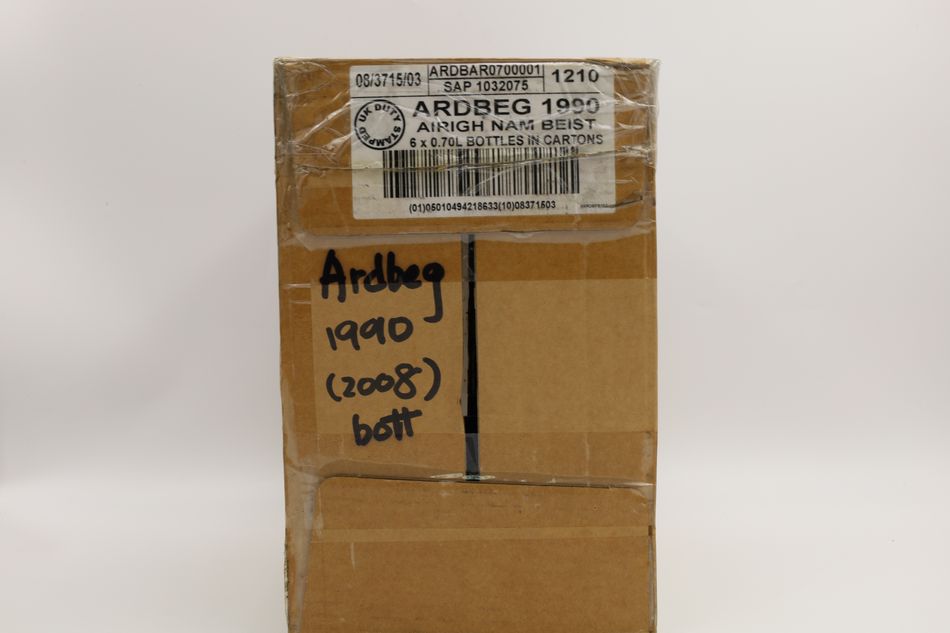 08/3715/03
ARDBAR0700001
SAP 1032075
1210
UK DUTY STAMPED
ARDBEG 1990
AIRIGH NAM BEIST
6 x 0.70L BOTTLES IN CARTONS
(01)05010494218633(10)08371503
Ardbeg
1990
(2008)
bott